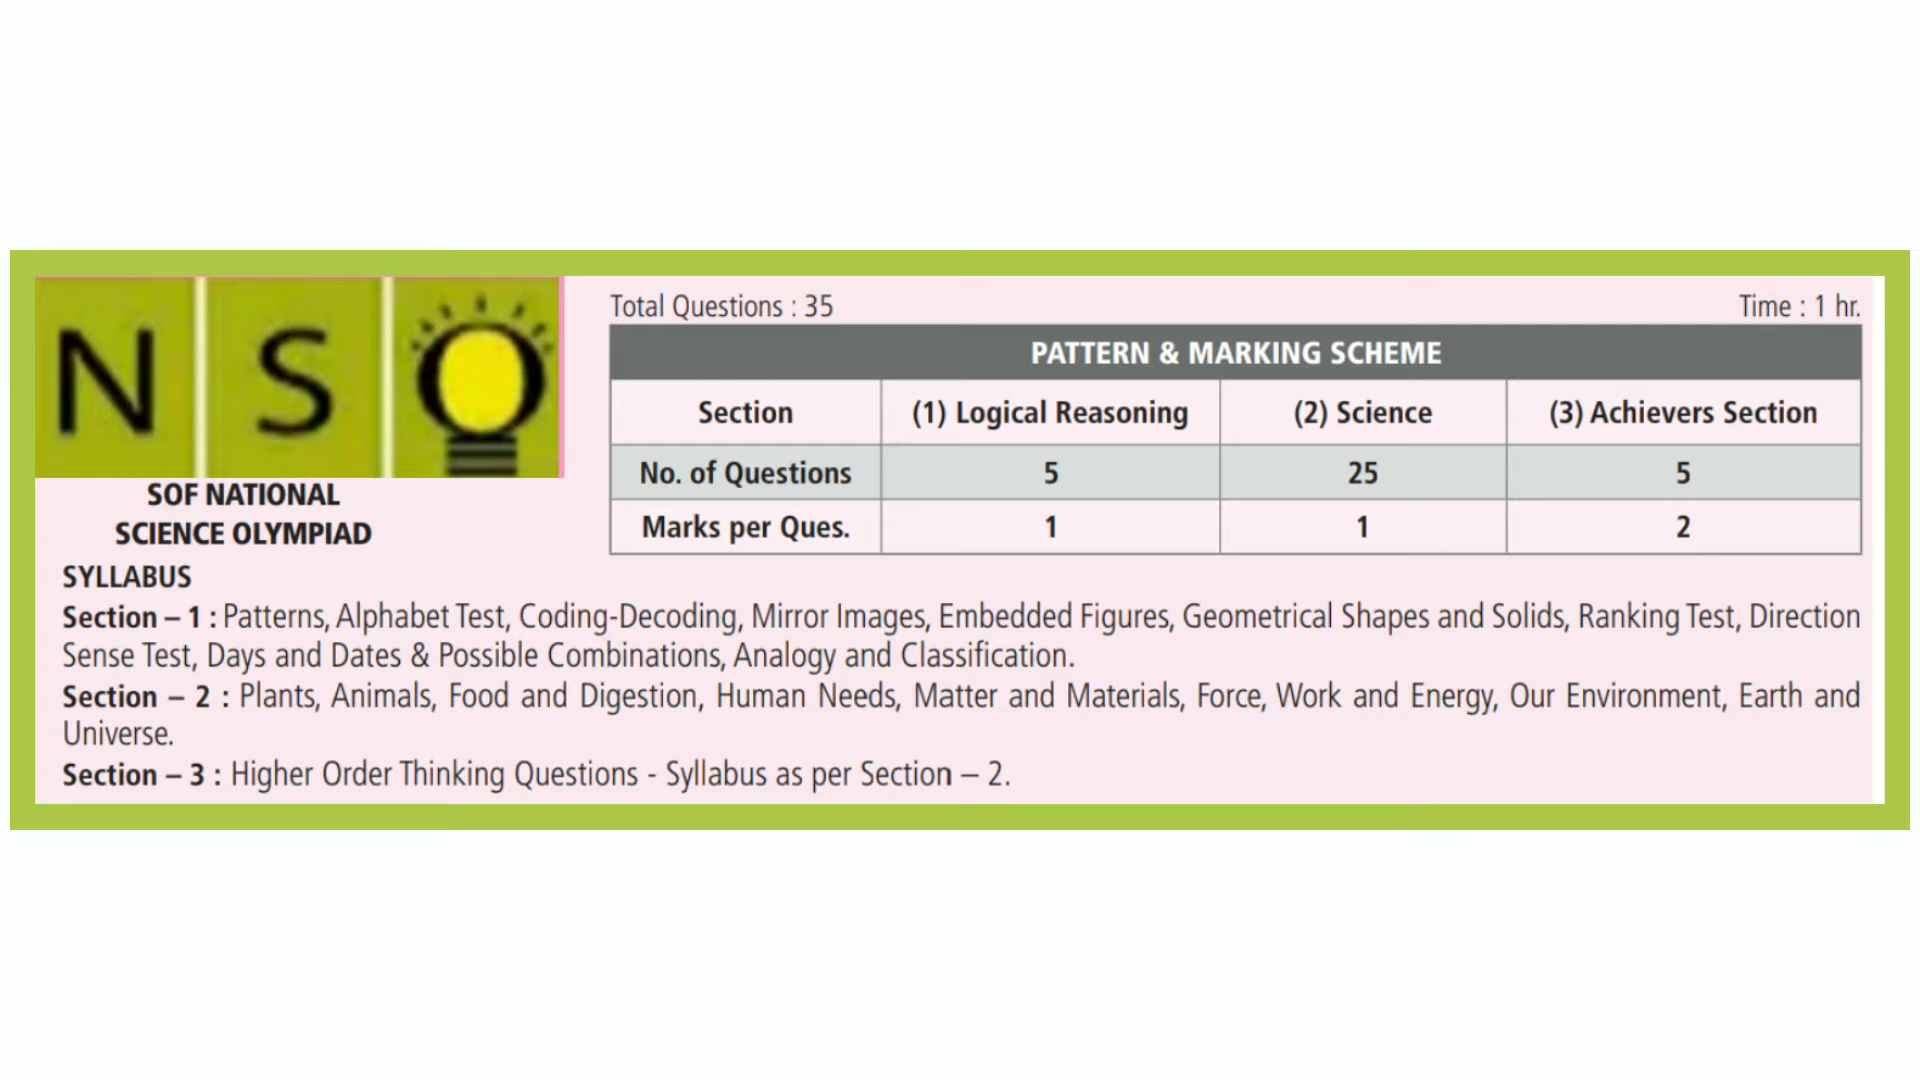 N S O
SOF NATIONAL
SCIENCE OLYMPIAD
Total Questions : 35 Time : 1 hr.
PATTERN & MARKING SCHEME
Section (1) Logical Reasoning (2) Science (3) Achievers Section
No. of Questions 5 25 5
Marks per Ques. 1 1 2
SYLLABUS
Section – 1 : Patterns, Alphabet Test, Coding-Decoding, Mirror Images, Embedded Figures, Geometrical Shapes and Solids, Ranking Test, Direction
Sense Test, Days and Dates & Possible Combinations, Analogy and Classification.
Section – 2 : Plants, Animals, Food and Digestion, Human Needs, Matter and Materials, Force, Work and Energy, Our Environment, Earth and
Universe.
Section – 3 : Higher Order Thinking Questions - Syllabus as per Section – 2.